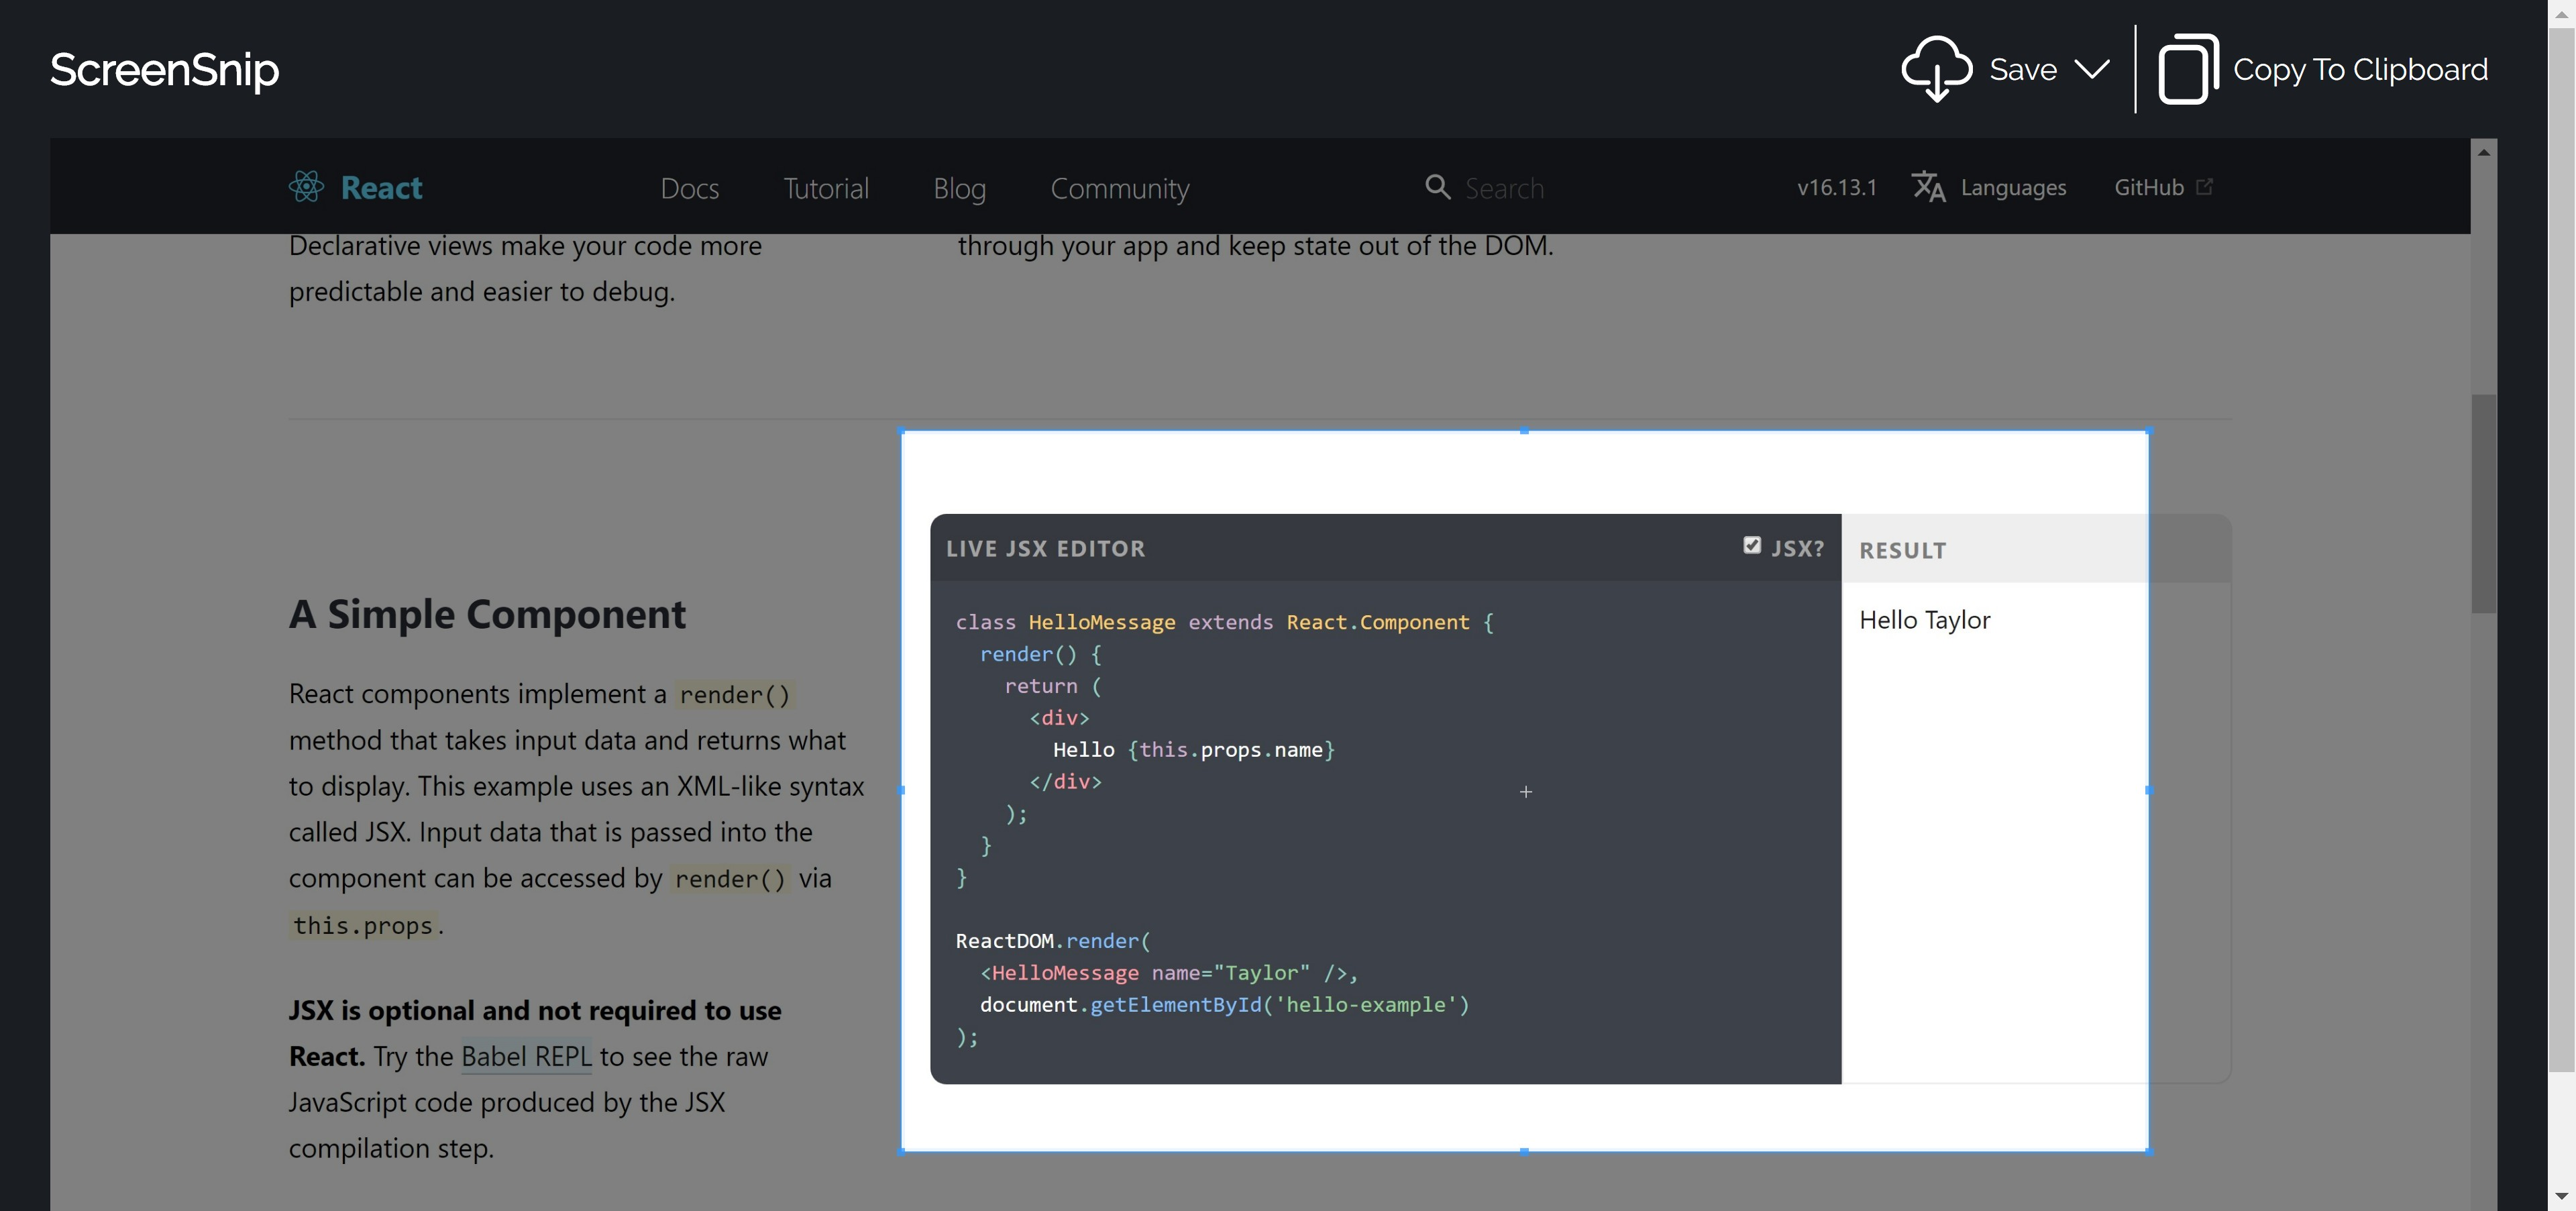 ScreenSnip
Save
Copy To Clipboard
React
Docs
Tutorial
Blog
Community
Search
v16.13.1
Languages
GitHub
Declarative views make your code more
predictable and easier to debug.
through your app and keep state out of the DOM.
A Simple Component
React components implement a render()
method that takes input data and returns what
to display. This example uses an XML-like syntax
called JSX. Input data that is passed into the
component can be accessed by render() via
this.props.
JSX is optional and not required to use
React. Try the Babel REPL to see the raw
JavaScript code produced by the JSX
compilation step.
LIVE JSX EDITOR
JSX?
class HelloMessage extends React.Component {
  render() {
    return (
      <div>
        Hello {this.props.name}
      </div>
    );
  }
}
ReactDOM.render(
  <HelloMessage name="Taylor" />,
  document.getElementById('hello-example')
);
RESULT
Hello Taylor